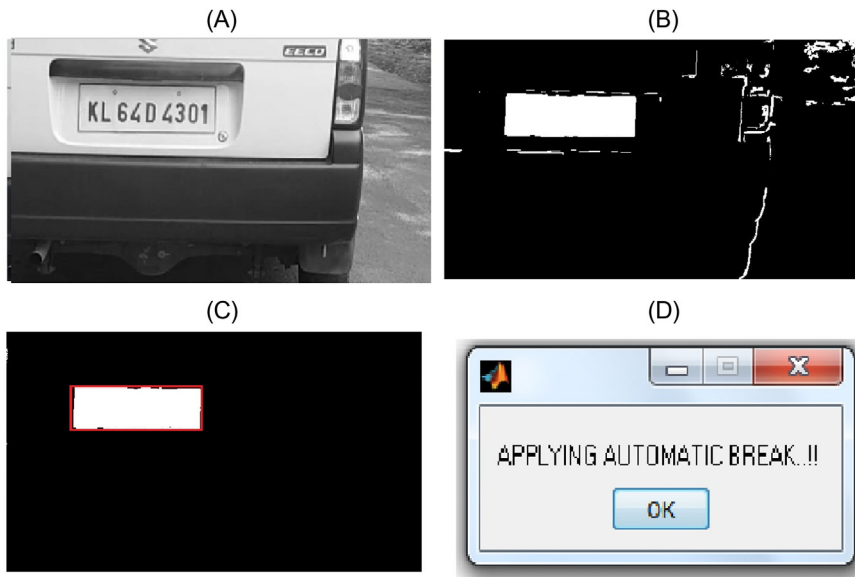 (A)
(B)
EECO
KL 64D 4301
(C)
(D)
X
APPLYING AUTOMATIC BREAK..!!
OK